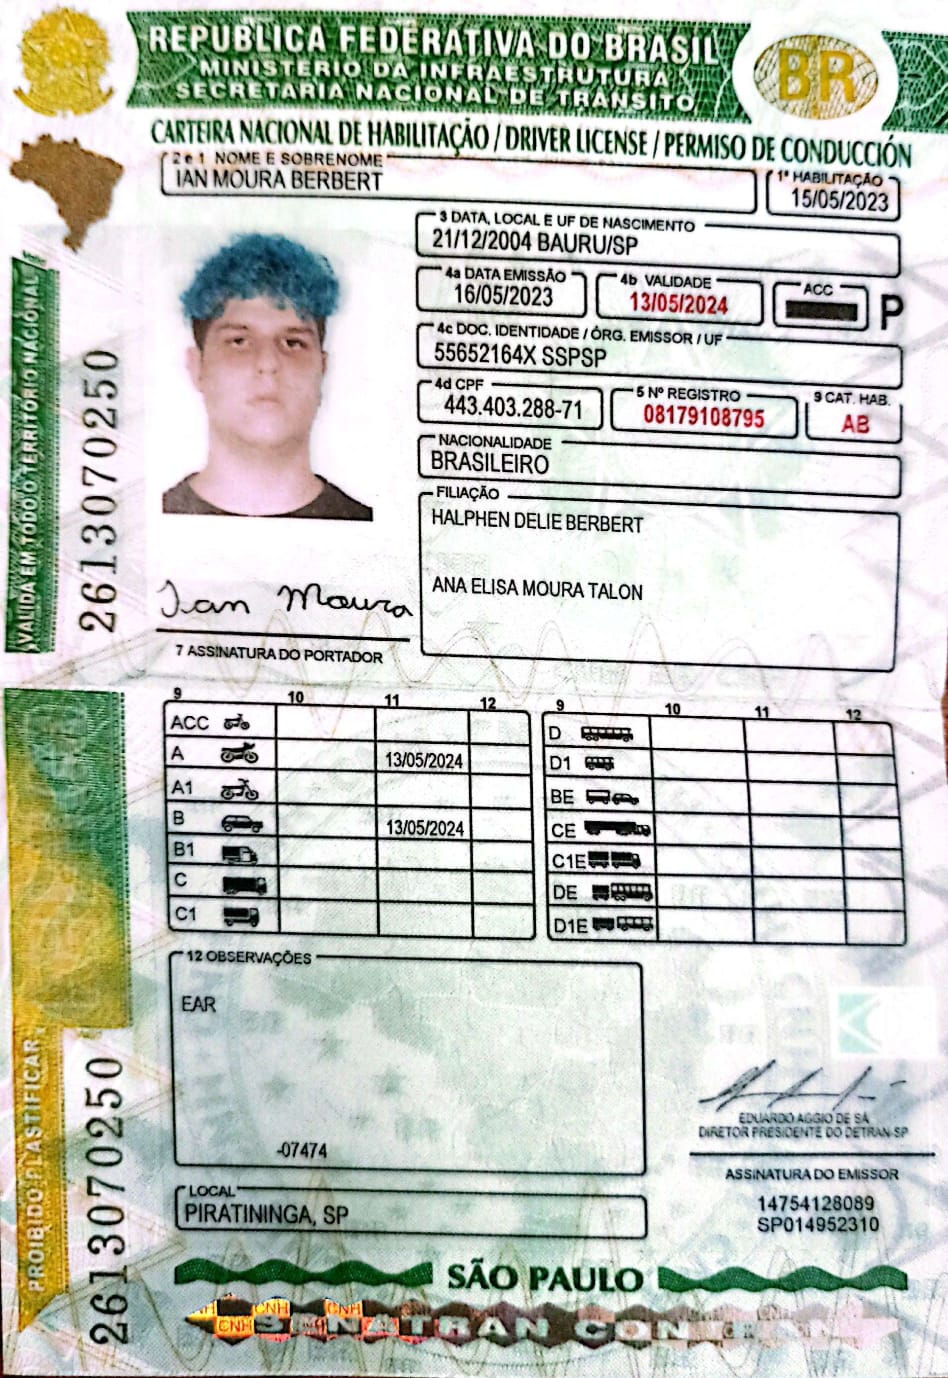 REPÚBLICA FEDERATIVA DO BRASIL
MINISTÉRIO DA INFRAESTRUTURA
SECRETARIA NACIONAL DE TRÂNSITO
BR
CARTEIRA NACIONAL DE HABILITAÇÃO / DRIVER LICENSE / PERMISO DE CONDUCCIÓN
2 e 1 NOME E SOBRENOME
IAN MOURA BERBERT
1ª HABILITAÇÃO
15/05/2023
3 DATA, LOCAL E UF DE NASCIMENTO
21/12/2004 BAURU/SP
4a DATA EMISSÃO
16/05/2023
4b VALIDADE
13/05/2024
ACC
P
4c DOC. IDENTIDADE / ÓRG. EMISSOR / UF
55652164X SSPSP
4d CPF
443.403.288-71
5 Nº REGISTRO
08179108795
9 CAT. HAB.
AB
NACIONALIDADE
BRASILEIRO
FILIAÇÃO
HALPHEN DELIE BERBERT
ANA ELISA MOURA TALON
VÁLIDA EM TODO O TERRITÓRIO NACIONAL
2613070250
Ian Moura
7 ASSINATURA DO PORTADOR
9 10 11 12
ACC
A 13/05/2024
A1
B 13/05/2024
B1
C
C1
9 10 11 12
D
D1
BE
CE
C1E
DE
D1E
12 OBSERVAÇÕES
EAR
-07474
PROIBIDO PLASTIFICAR
2613070250
EDUARDO AGGIO DE SÁ
DIRETOR PRESIDENTE DO DETRAN-SP
ASSINATURA DO EMISSOR
14754128089
SP014952310
LOCAL
PIRATININGA, SP
SÃO PAULO
CNH CNH CNH
CNH
SENATRAN CONTRAN